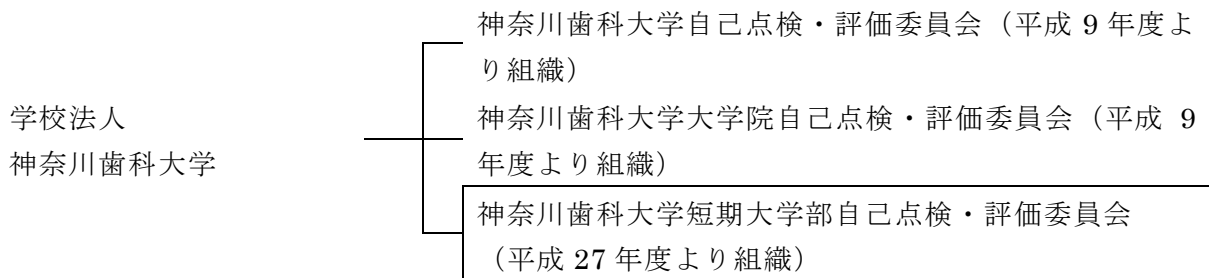 神奈川歯科大学自己点検・評価委員会（平成 9 年度よ
り組織）
学校法人
神奈川歯科大学
神奈川歯科大学大学院自己点検・評価委員会（平成 9
年度より組織）
神奈川歯科大学短期大学部自己点検・評価委員会
（平成 27 年度より組織）